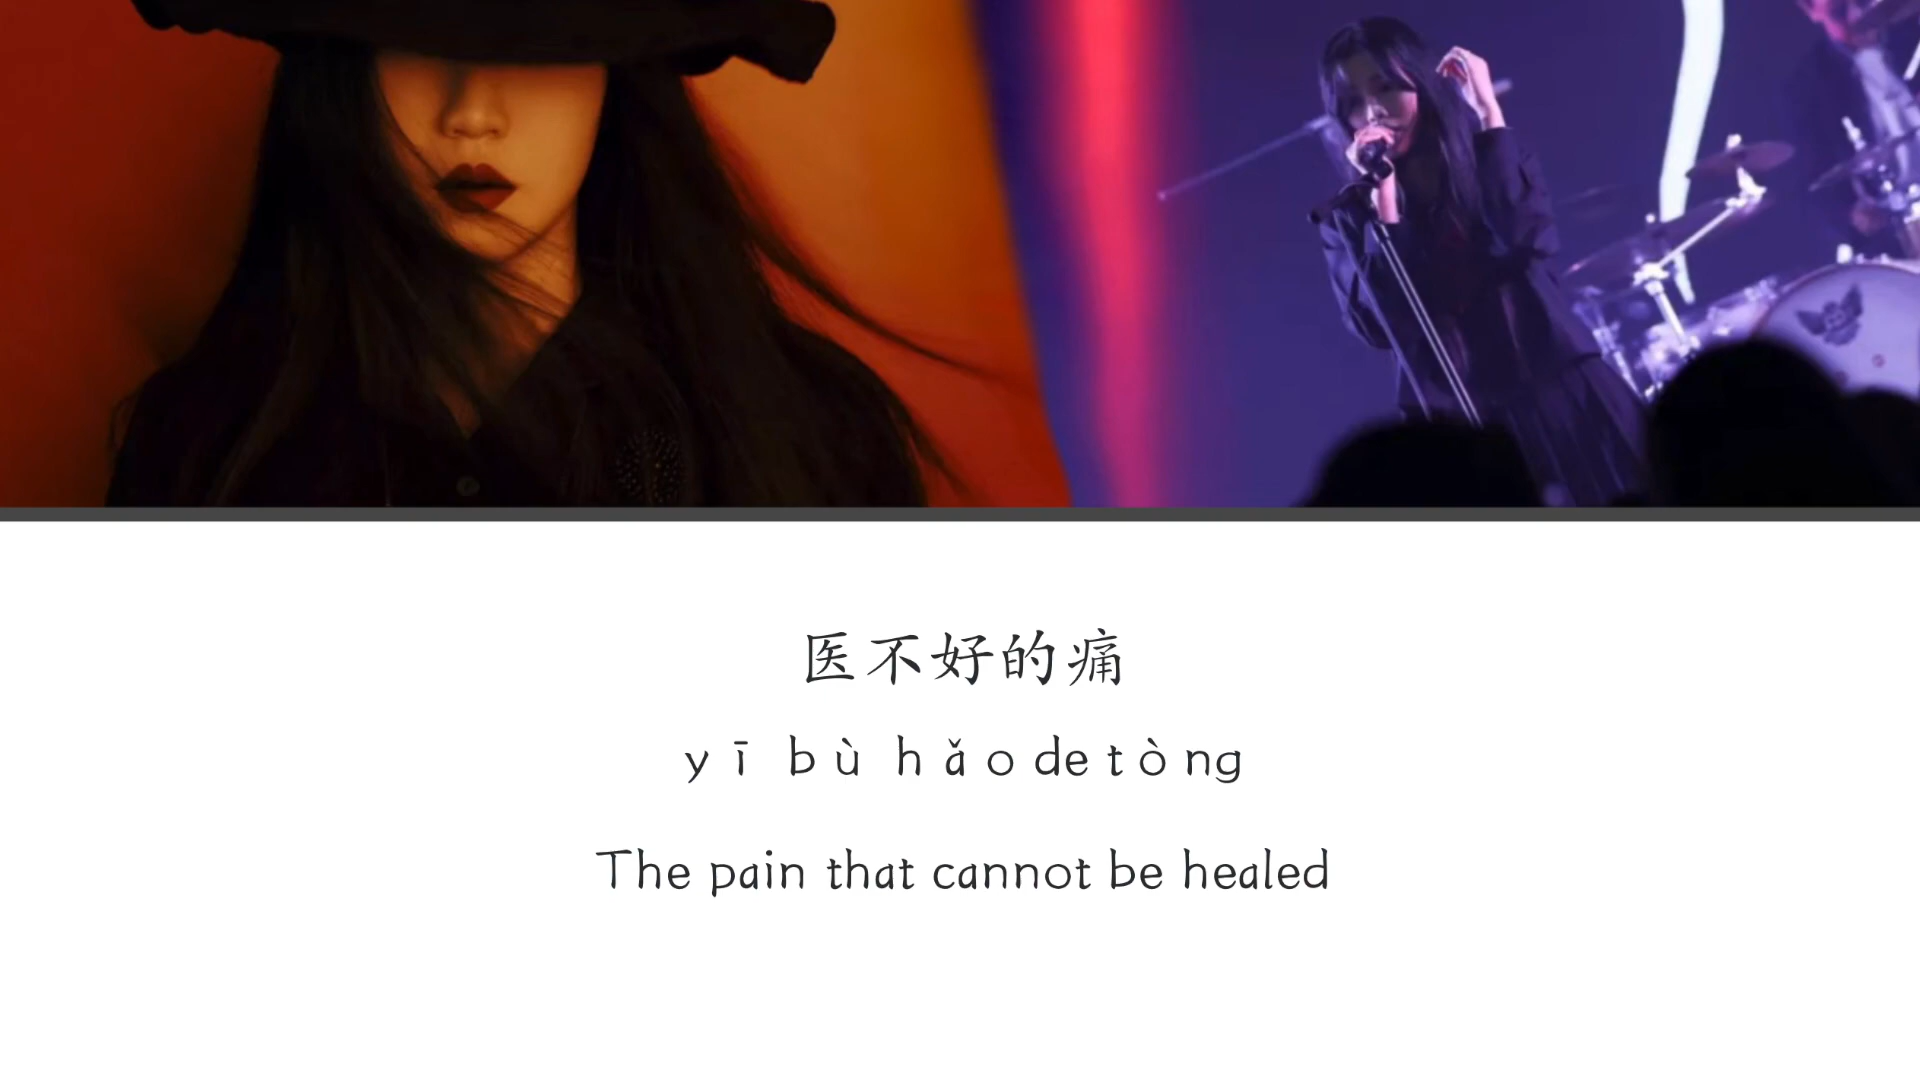 医不好的痛
yī bù hǎo de tòng
The pain that cannot be healed